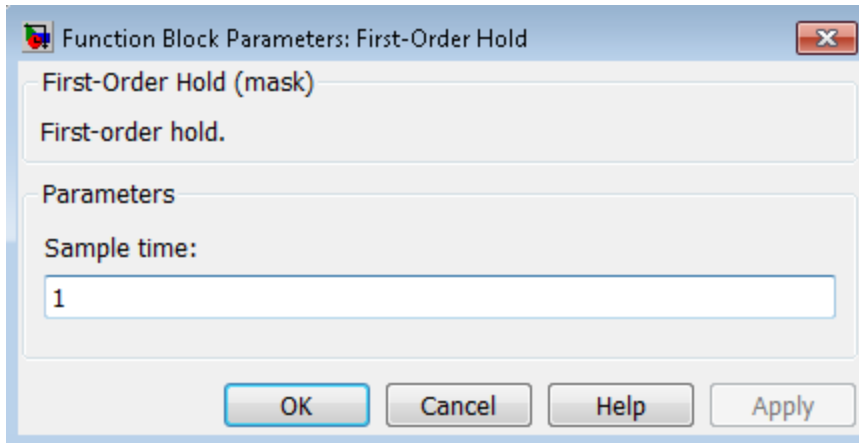 Function Block Parameters: First-Order Hold
First-Order Hold (mask)
First-order hold.
Parameters
Sample time:
1
OK Cancel Help Apply